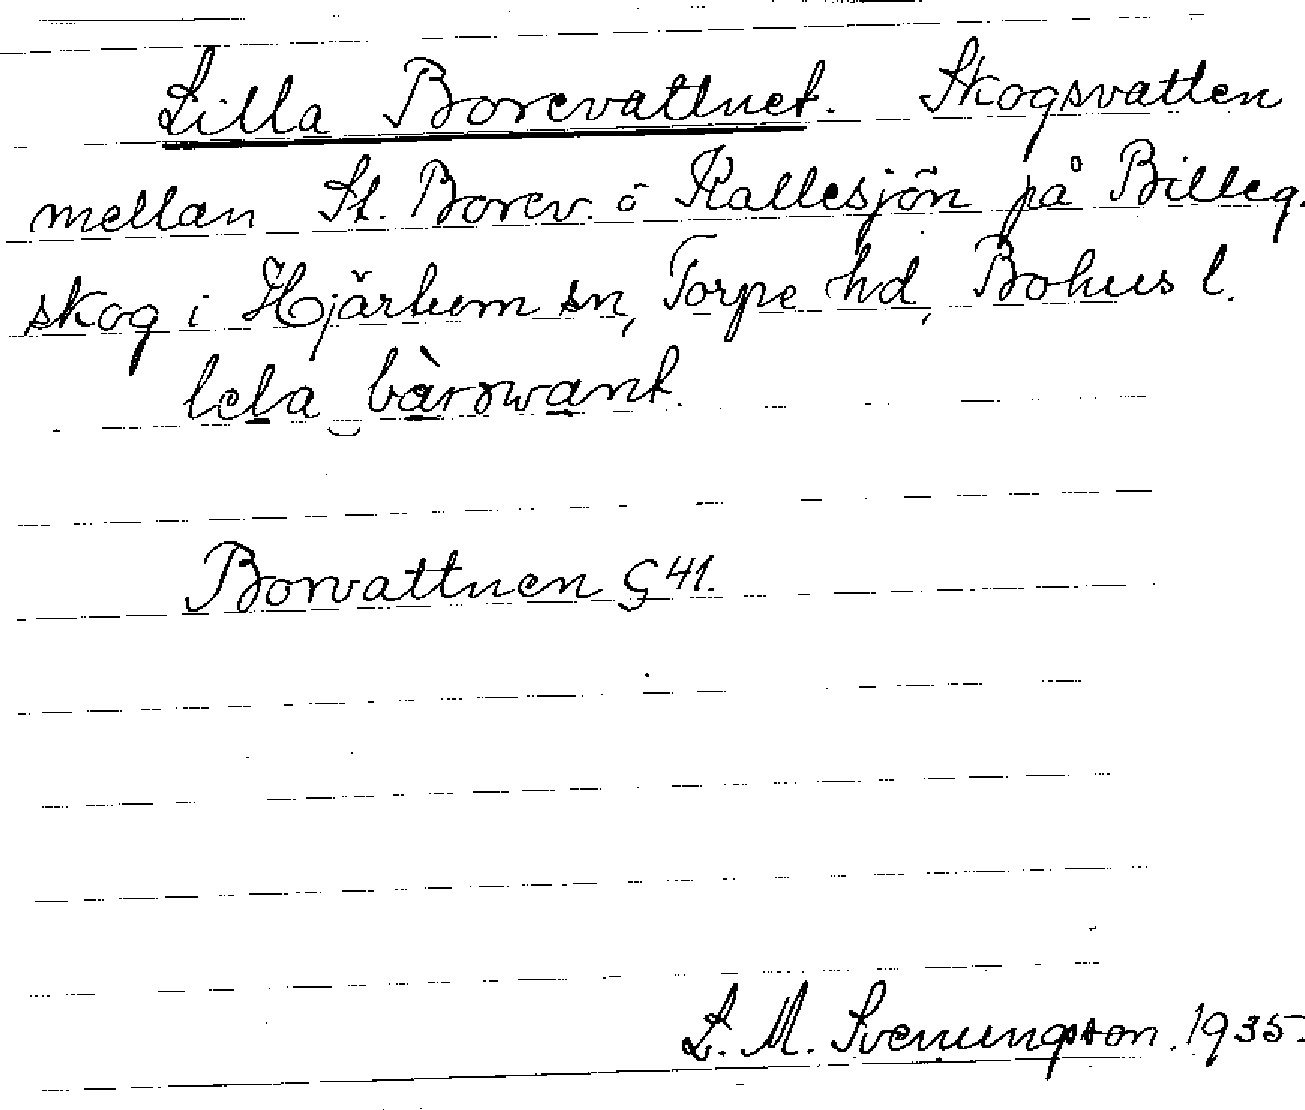 Lilla Borevattnet. Skogsvatten
mellan St. Borev. o Kallesjön på Billeg.
skog i Hjärtum sn, Torpe hd, Bohus l.
lela bàrɔwant.
Borvattnen § 41.
L. M. Svenungsson. 1935.